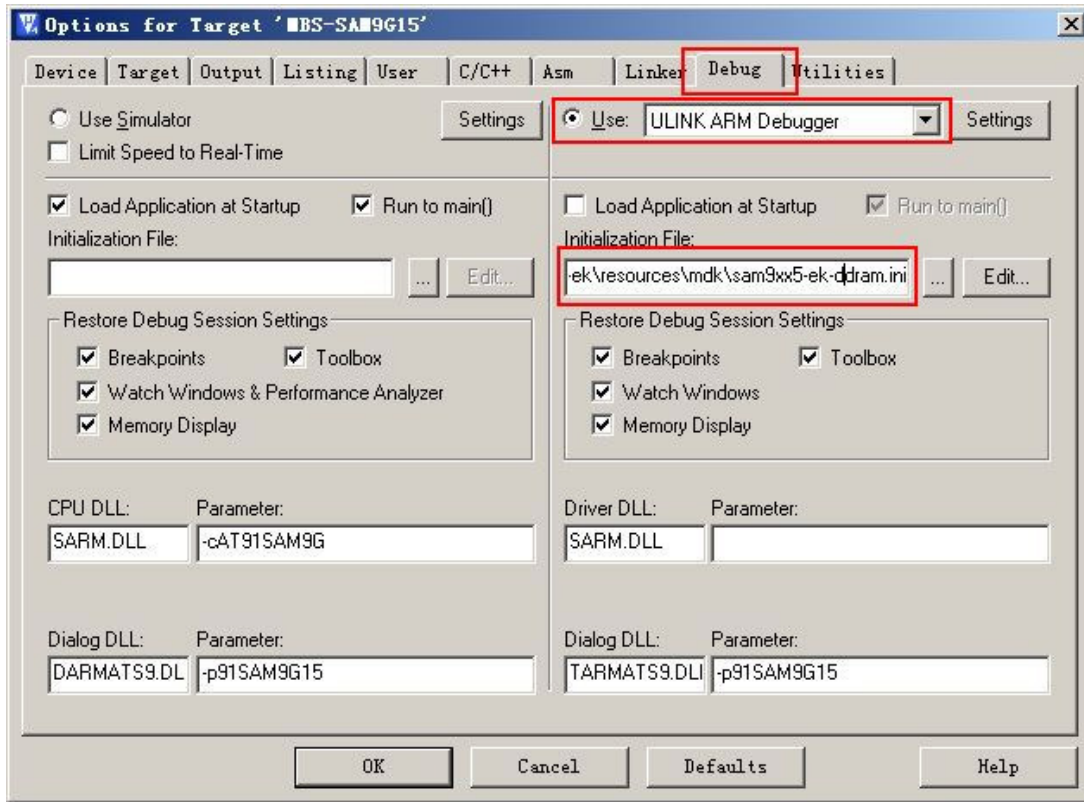 Options for Target 'MBS-SAM9G15'
Device Target Output Listing User C/C++ Asm Linker Debug Utilities
Use Simulator Settings
Use: ULINK ARM Debugger Settings
Limit Speed to Real-Time
Load Application at Startup Run to main()
Load Application at Startup Run to main()
Initialization File:
Initialization File:
... Edit...
-ek\resources\mdk\sam9xx5-ek-ddram.ini ... Edit...
Restore Debug Session Settings
Breakpoints Toolbox
Watch Windows & Performance Analyzer
Memory Display
Restore Debug Session Settings
Breakpoints Toolbox
Watch Windows
Memory Display
CPU DLL: Parameter:
SARM.DLL -cAT91SAM9G
Driver DLL: Parameter:
SARM.DLL
Dialog DLL: Parameter:
DARMATS9.DL -p91SAM9G15
Dialog DLL: Parameter:
TARMATS9.DLI -p91SAM9G15
OK Cancel Defaults Help